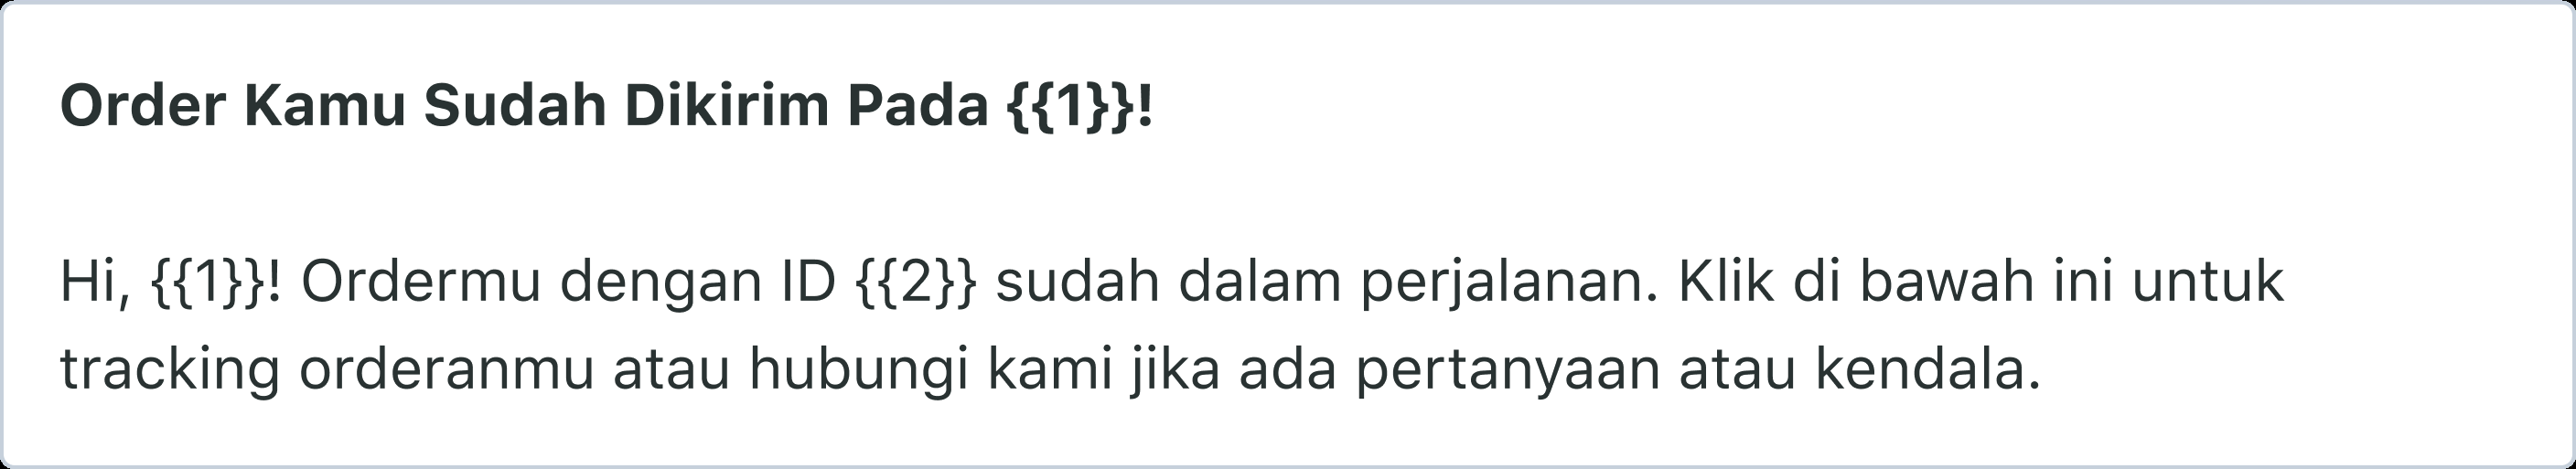 Order Kamu Sudah Dikirim Pada {{1}}!
Hi, {{1}}! Ordermu dengan ID {{2}} sudah dalam perjalanan. Klik di bawah ini untuk
tracking orderanmu atau hubungi kami jika ada pertanyaan atau kendala.